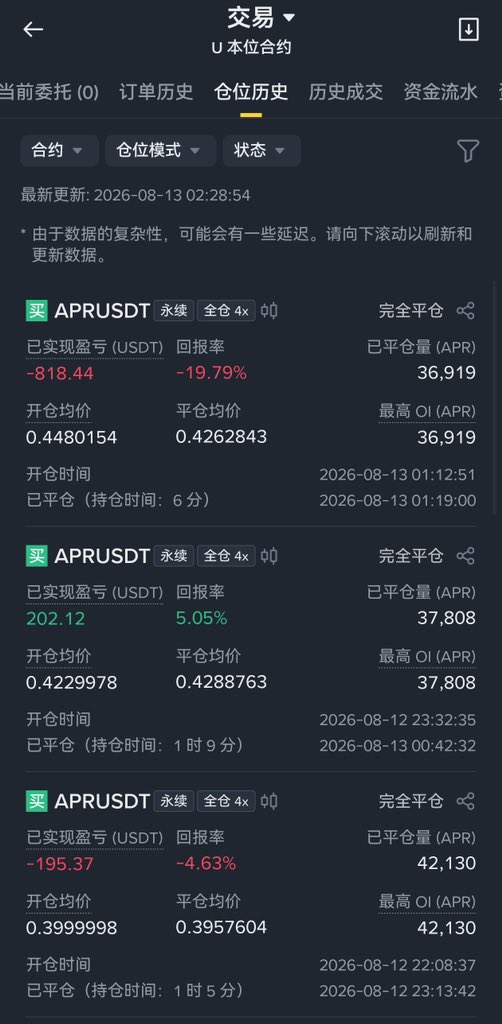 交易
U 本位合约
当前委托 (0) 订单历史 仓位历史 历史成交 资金流水
合约 仓位模式 状态
最新更新: 2026-08-13 02:28:54
* 由于数据的复杂性，可能会有一些延迟。请向下滚动以刷新和
更新数据。
买 APRUSDT 永续 全仓 4x 完全平仓
已实现盈亏 (USDT) 回报率 已平仓量 (APR)
-818.44 -19.79% 36,919
开仓均价 平仓均价 最高 OI (APR)
0.4480154 0.4262843 36,919
开仓时间 2026-08-13 01:12:51
已平仓（持仓时间：6 分） 2026-08-13 01:19:00
买 APRUSDT 永续 全仓 4x 完全平仓
已实现盈亏 (USDT) 回报率 已平仓量 (APR)
202.12 5.05% 37,808
开仓均价 平仓均价 最高 OI (APR)
0.4229978 0.4288763 37,808
开仓时间 2026-08-12 23:32:35
已平仓（持仓时间：1 时 9 分） 2026-08-13 00:42:32
买 APRUSDT 永续 全仓 4x 完全平仓
已实现盈亏 (USDT) 回报率 已平仓量 (APR)
-195.37 -4.63% 42,130
开仓均价 平仓均价 最高 OI (APR)
0.3999998 0.3957604 42,130
开仓时间 2026-08-12 22:08:37
已平仓（持仓时间：1 时 5 分） 2026-08-12 23:13:42